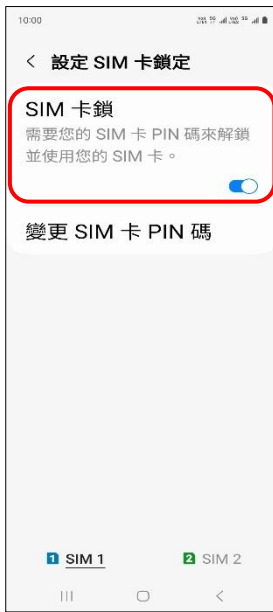 10:00
設定 SIM 卡鎖定
SIM 卡鎖
需要您的 SIM 卡 PIN 碼來解鎖
並使用您的 SIM 卡。
變更 SIM 卡 PIN 碼
1 SIM 1
2 SIM 2